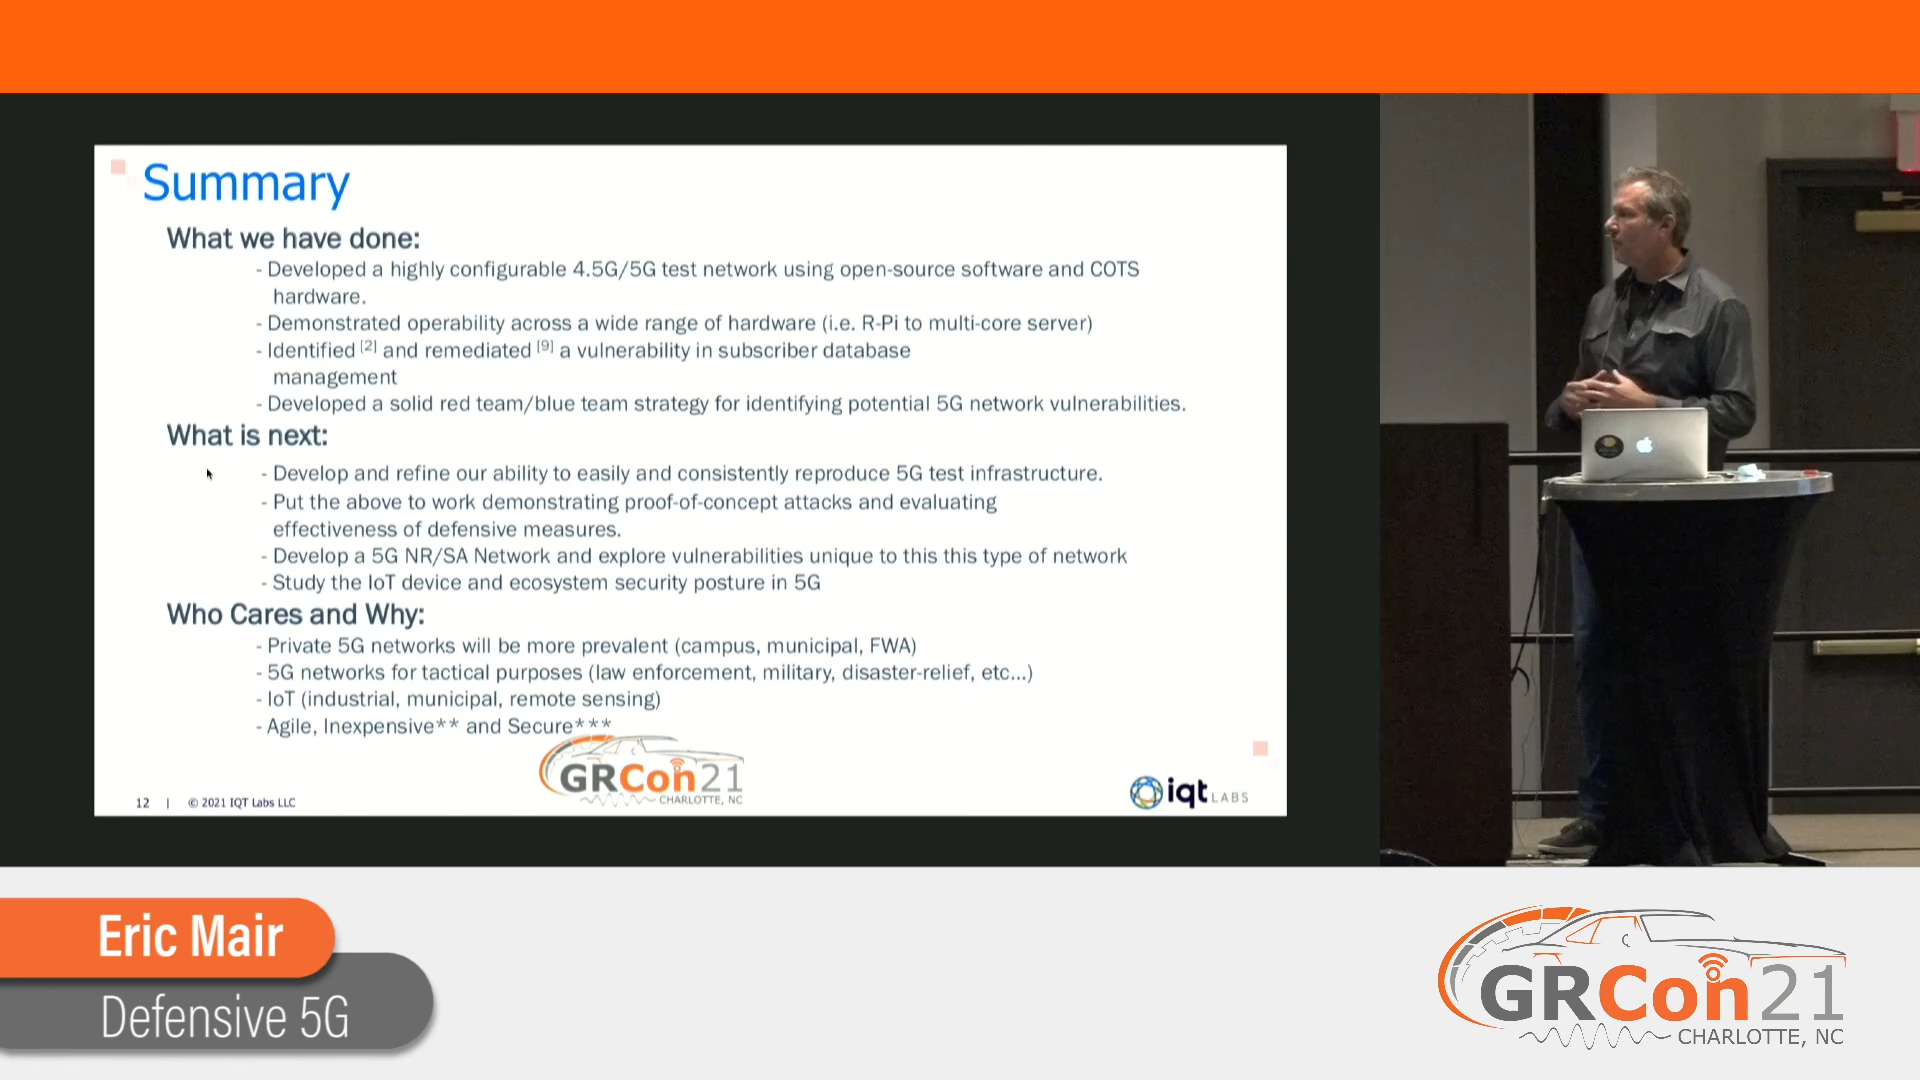 Summary
What we have done:
- Developed a highly configurable 4.5G/5G test network using open-source software and COTS
hardware.
- Demonstrated operability across a wide range of hardware (i.e. R-Pi to multi-core server)
- Identified [2] and remediated [9] a vulnerability in subscriber database
management
- Developed a solid red team/blue team strategy for identifying potential 5G network vulnerabilities.
What is next:
- Develop and refine our ability to easily and consistently reproduce 5G test infrastructure.
- Put the above to work demonstrating proof-of-concept attacks and evaluating
effectiveness of defensive measures.
- Develop a 5G NR/SA Network and explore vulnerabilities unique to this this type of network
- Study the IoT device and ecosystem security posture in 5G
Who Cares and Why:
- Private 5G networks will be more prevalent (campus, municipal, FWA)
- 5G networks for tactical purposes (law enforcement, military, disaster-relief, etc...)
- IoT (industrial, municipal, remote sensing)
- Agile, Inexpensive** and Secure***
GRCon21
CHARLOTTE, NC
12 | © 2021 IQT Labs LLC
iqt LABS
Eric Mair
Defensive 5G
GRCon21
CHARLOTTE, NC